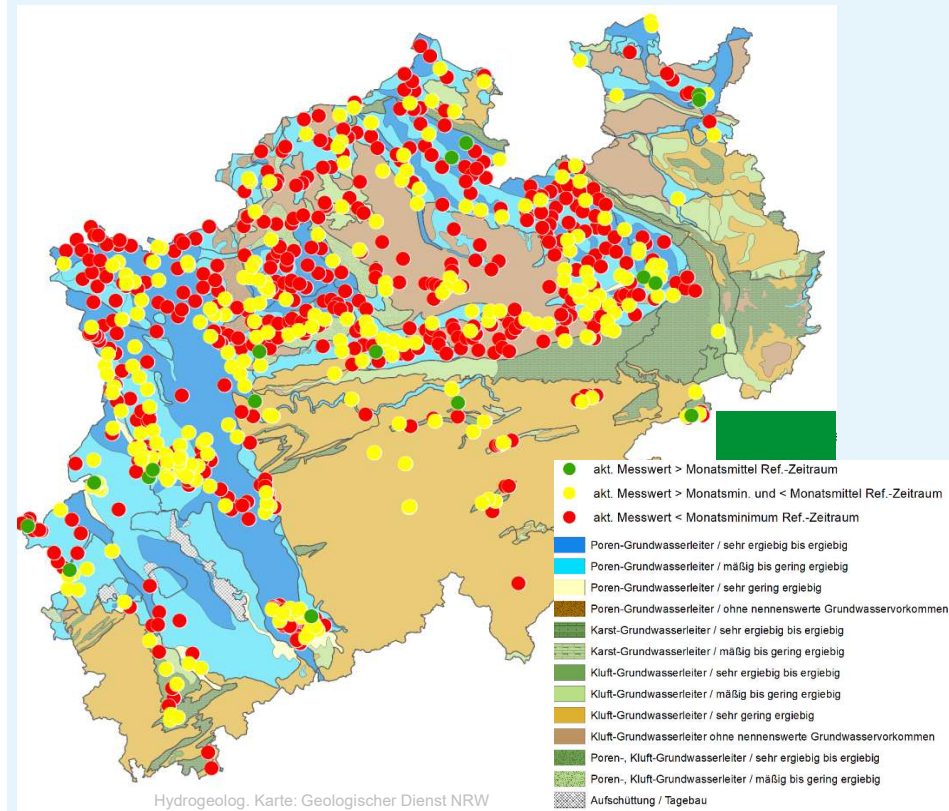 akt. Messwert > Monatsmittel Ref.-Zeitraum
akt. Messwert > Monatsmin. und < Monatsmittel Ref.-Zeitraum
akt. Messwert < Monatsminimum Ref.-Zeitraum
Poren-Grundwasserleiter / sehr ergiebig bis ergiebig
Poren-Grundwasserleiter / mäßig bis gering ergiebig
Poren-Grundwasserleiter / sehr gering ergiebig
Poren-Grundwasserleiter / ohne nennenswerte Grundwasservorkommen
Karst-Grundwasserleiter / sehr ergiebig bis ergiebig
Karst-Grundwasserleiter / mäßig bis gering ergiebig
Kluft-Grundwasserleiter / sehr ergiebig bis ergiebig
Kluft-Grundwasserleiter / mäßig bis gering ergiebig
Kluft-Grundwasserleiter / sehr gering ergiebig
Kluft-Grundwasserleiter ohne nennenswerte Grundwasservorkommen
Poren-, Kluft-Grundwasserleiter / sehr ergiebig bis ergiebig
Poren-, Kluft-Grundwasserleiter / mäßig bis gering ergiebig
Aufschüttung / Tagebau
Hydrogeolog. Karte: Geologischer Dienst NRW